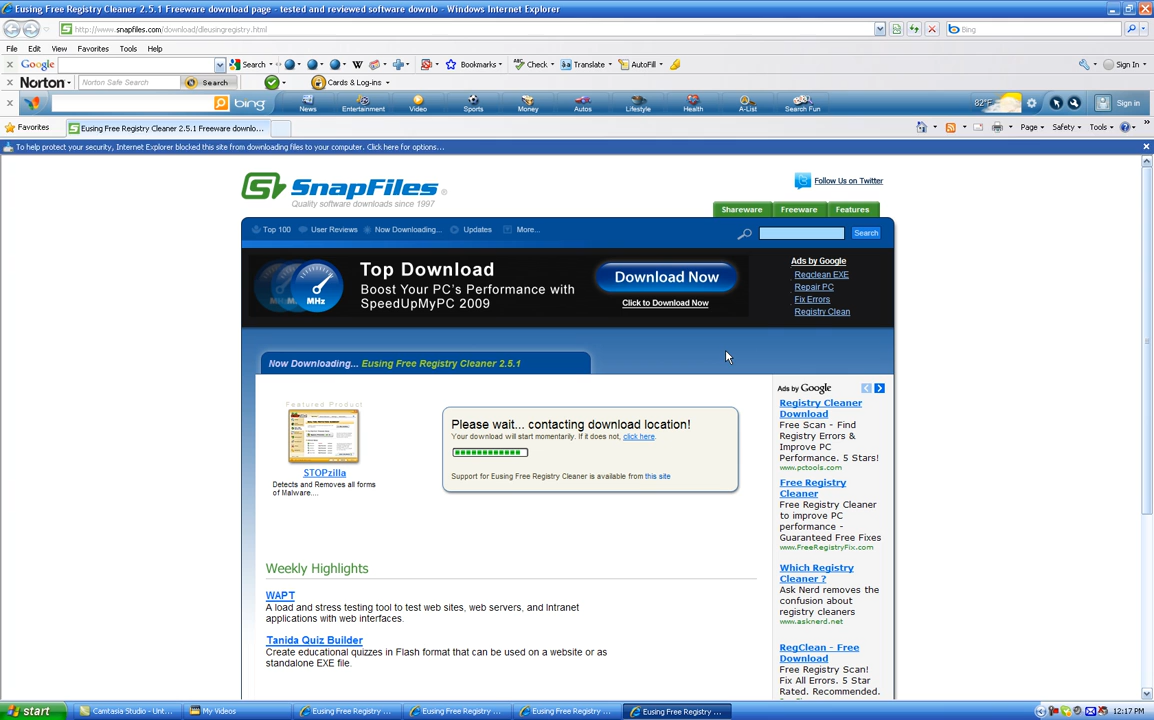 Eusing Free Registry Cleaner 2.5.1 Freeware download page - tested and reviewed software downlo - Windows Internet Explorer
http://www.snapfiles.com/download/dleusingregistry.html
Bing
File Edit View Favorites Tools Help
x Google Search Bookmarks Check Translate AutoFill Sign In
x Norton Norton Safe Search Search Cards & Log-ins
x bing News Entertainment Video Sports Money Autos Lifestyle Health A-List Search Fun 82°F Sign in
Favorites Eusing Free Registry Cleaner 2.5.1 Freeware downlo... Page Safety Tools
To help protect your security, Internet Explorer blocked this site from downloading files to your computer. Click here for options...
SnapFiles
Quality software downloads since 1997
Follow Us on Twitter
Shareware Freeware Features
Top 100 User Reviews Now Downloading... Updates More... Search
MHz
Top Download
Boost Your PC's Performance with
SpeedUpMyPC 2009
Download Now
Click to Download Now
Ads by Google
Regclean EXE
Repair PC
Fix Errors
Registry Clean
Now Downloading... Eusing Free Registry Cleaner 2.5.1
Featured Product
STOPzilla
Detects and Removes all forms
of Malware....
Please wait... contacting download location!
Your download will start momentarily. If it does not, click here.
Support for Eusing Free Registry Cleaner is available from this site
Weekly Highlights
WAPT
A load and stress testing tool to test web sites, web servers, and Intranet
applications with web interfaces.
Tanida Quiz Builder
Create educational quizzes in Flash format that can be used on a website or as
standalone EXE file.
Ads by Google
Registry Cleaner
Download
Free Scan - Find
Registry Errors &
Improve PC
Performance. 5 Stars!
www.pctools.com
Free Registry
Cleaner
Free Registry Cleaner
to improve PC
performance -
Guaranteed Free Fixes
www.FreeRegistryFix.com
Which Registry
Cleaner ?
Ask Nerd removes the
confusion about
registry cleaners
www.asknerd.net
RegClean - Free
Download
Free Registry Scan!
Fix All Errors. 5 Star
Rated. Recommended.
start Camtasia Studio - Unt... My Videos Eusing Free Registry ... Eusing Free Registry ... Eusing Free Registry ... Eusing Free Registry ... 12:17 PM